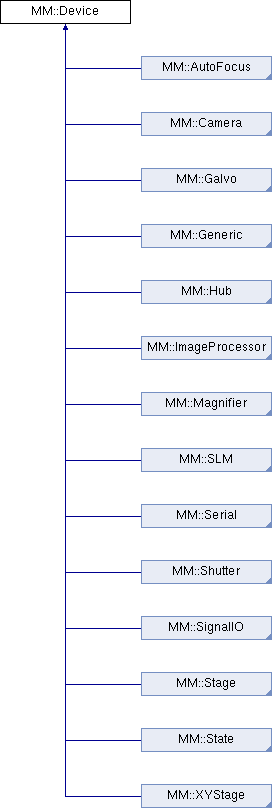 MM::Device
MM::AutoFocus
MM::Camera
MM::Galvo
MM::Generic
MM::Hub
MM::ImageProcessor
MM::Magnifier
MM::SLM
MM::Serial
MM::Shutter
MM::SignalIO
MM::Stage
MM::State
MM::XYStage